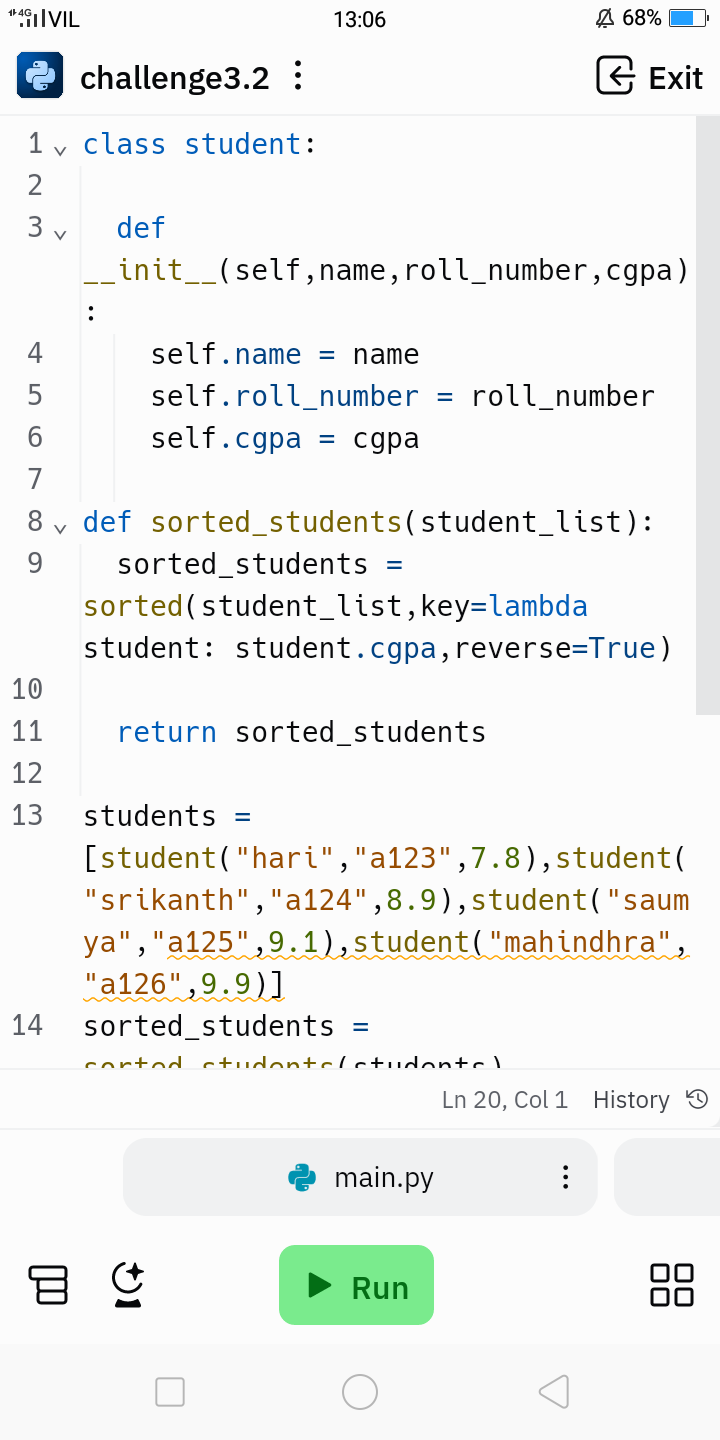 4G VIL 13:06 68%
challenge3.2 Exit
1 class student:
2
3 def
__init__(self,name,roll_number,cgpa)
:
4 self.name = name
5 self.roll_number = roll_number
6 self.cgpa = cgpa
7
8 def sorted_students(student_list):
9 sorted_students =
sorted(student_list,key=lambda
student: student.cgpa,reverse=True)
10
11 return sorted_students
12
13 students =
[student("hari","a123",7.8),student(
"srikanth","a124",8.9),student("saum
ya","a125",9.1),student("mahindhra",
"a126",9.9)]
14 sorted_students =
sorted_students(students)
Ln 20, Col 1 History
main.py
Run